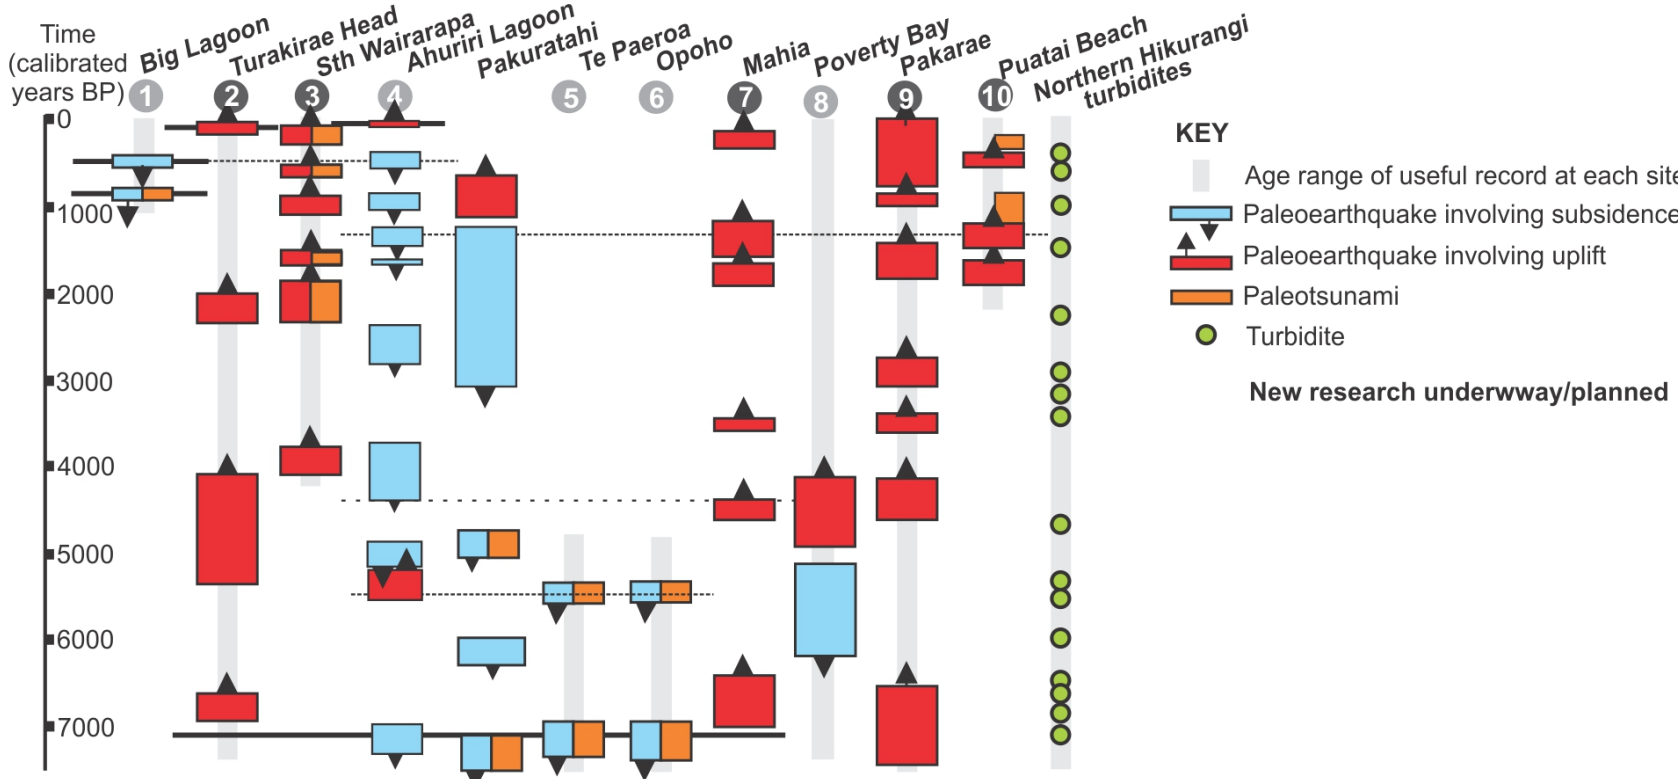 Time
(calibrated
years BP)
Big Lagoon
Turakirae Head
Sth Wairarapa
Ahuriri Lagoon
Pakuratahi
Te Paeroa
Opoho
Mahia
Poverty Bay
Pakarae
Puatai Beach
Northern Hikurangi
turbidites
1
2
3
4
5
6
7
8
9
10
0
1000
2000
3000
4000
5000
6000
7000
KEY
Age range of useful record at each site
Paleoearthquake involving subsidence
Paleoearthquake involving uplift
Paleotsunami
Turbidite
New research underwway/planned